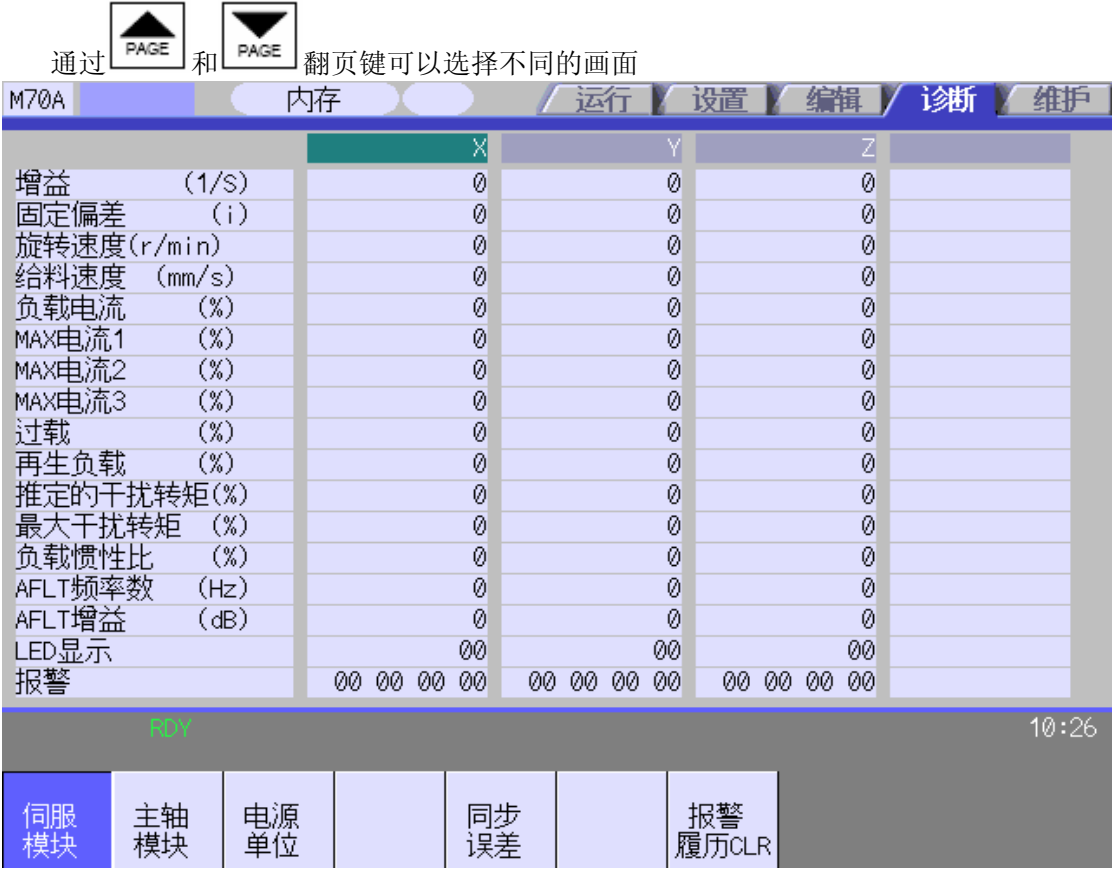 通过 PAGE 和 PAGE 翻页键可以选择不同的画面
M70A 内存 运行 设置 编辑 诊断 维护
X Y Z
增益 (1/S) 0 0 0
固定偏差 (i) 0 0 0
旋转速度(r/min) 0 0 0
给料速度 (mm/s) 0 0 0
负载电流 (%) 0 0 0
MAX电流1 (%) 0 0 0
MAX电流2 (%) 0 0 0
MAX电流3 (%) 0 0 0
过载 (%) 0 0 0
再生负载 (%) 0 0 0
推定的干扰转矩(%) 0 0 0
最大干扰转矩 (%) 0 0 0
负载惯性比 (%) 0 0 0
AFLT频率数 (Hz) 0 0 0
AFLT增益 (dB) 0 0 0
LED显示 00 00 00
报警 00 00 00 00 00 00 00 00 00 00 00 00
RDY 10:26
伺服 主轴 电源 同步 报警
模块 模块 单位 误差 履历CLR